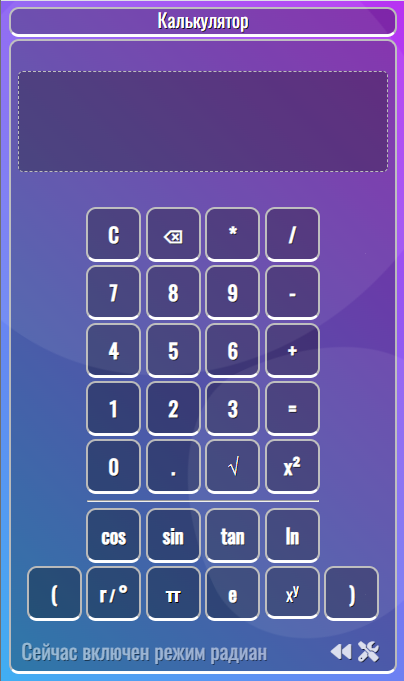 Калькулятор
C * /
7 8 9 -
4 5 6 +
1 2 3 =
0 . √ x²
cos sin tan ln
( r/° π e xʸ )
Сейчас включен режим радиан